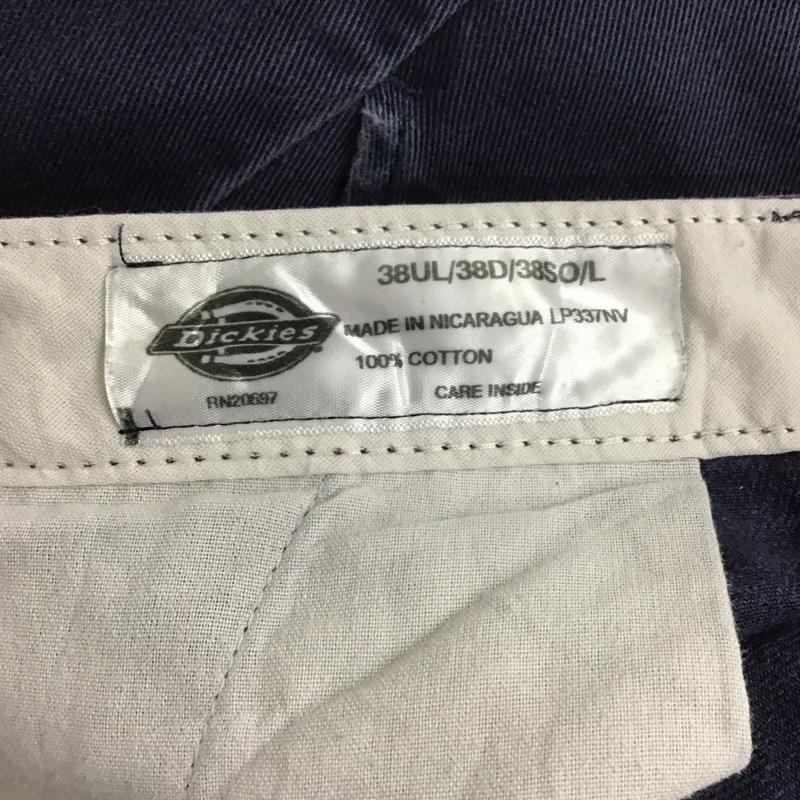 38UL/38D/38SO/L
Dickies
MADE IN NICARAGUA LP337NV
100% COTTON
RN20697
CARE INSIDE